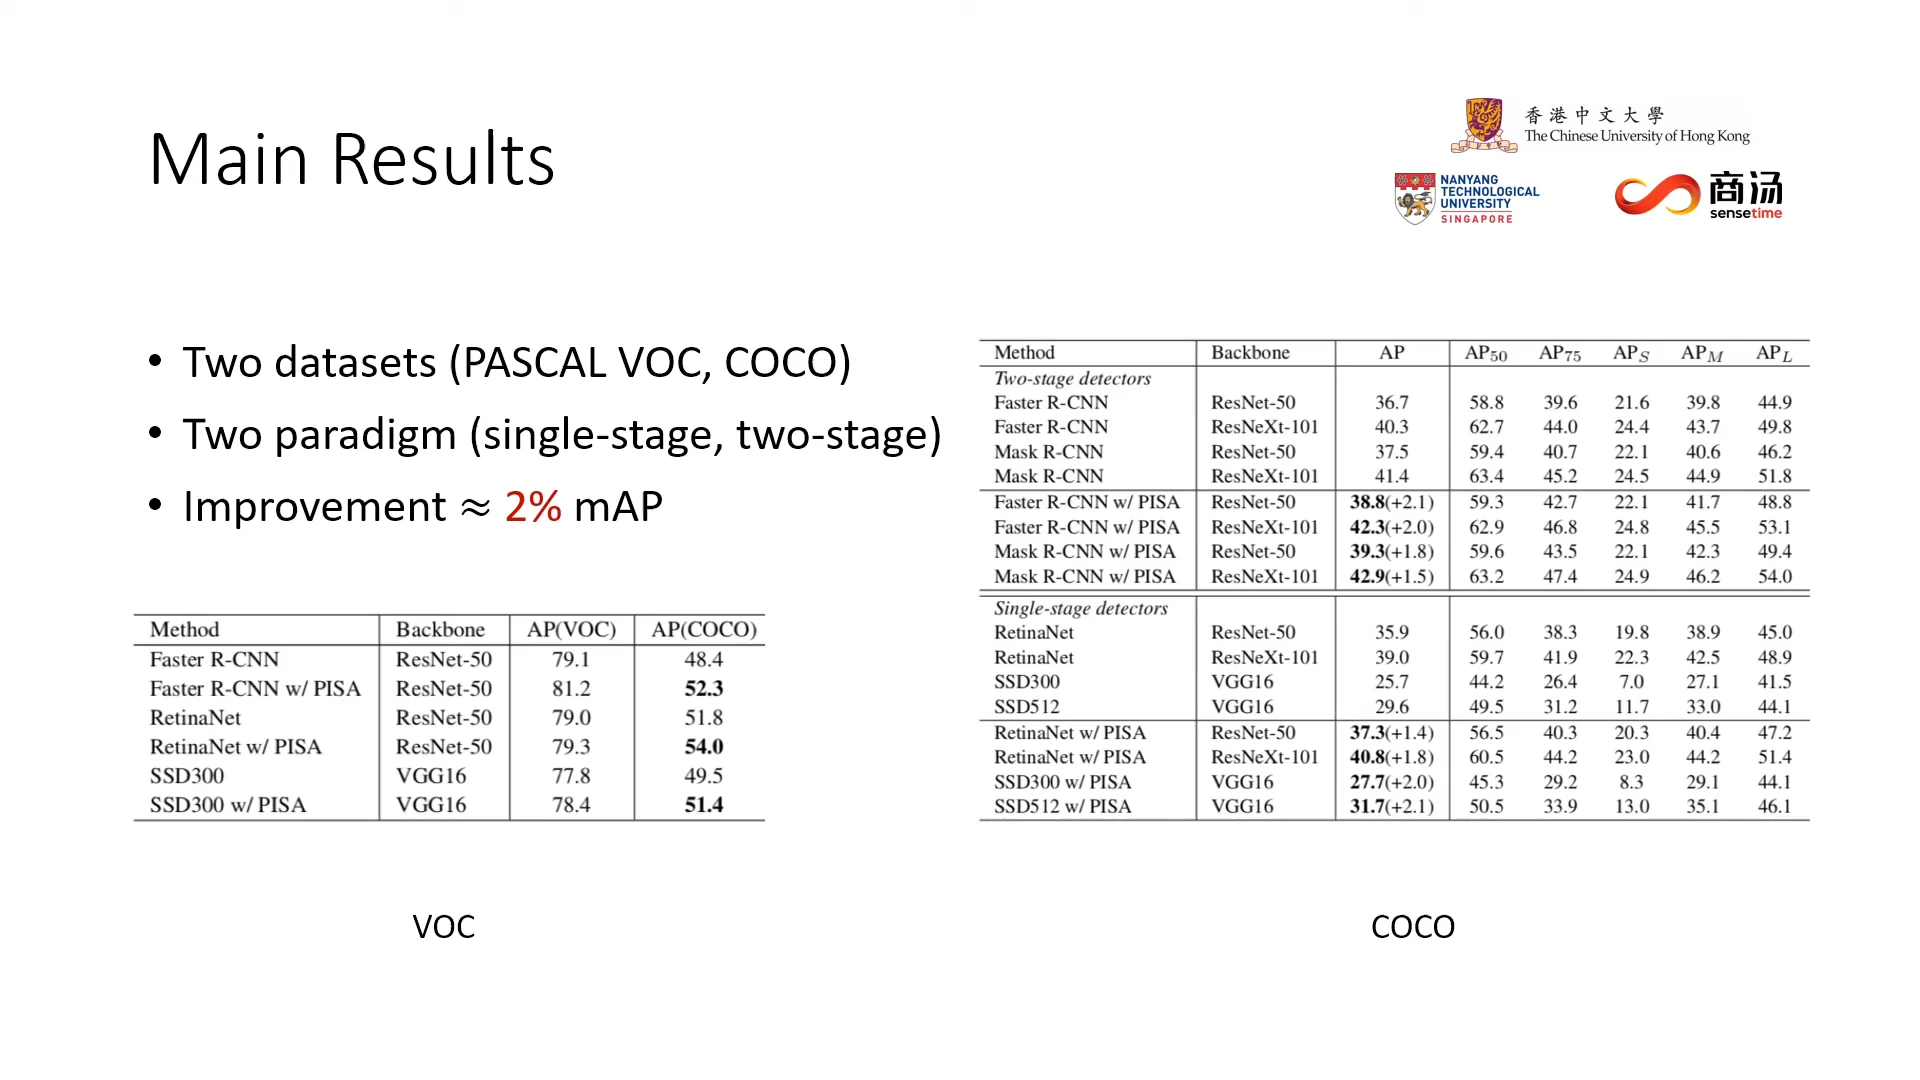 Main Results
香港中文大學
The Chinese University of Hong Kong
NANYANG
TECHNOLOGICAL
UNIVERSITY
SINGAPORE
商汤
sensetime
• Two datasets (PASCAL VOC, COCO)
• Two paradigm (single-stage, two-stage)
• Improvement ≈ 2% mAP
Method Backbone AP(VOC) AP(COCO)
Faster R-CNN ResNet-50 79.1 48.4
Faster R-CNN w/ PISA ResNet-50 81.2 52.3
RetinaNet ResNet-50 79.0 51.8
RetinaNet w/ PISA ResNet-50 79.3 54.0
SSD300 VGG16 77.8 49.5
SSD300 w/ PISA VGG16 78.4 51.4
VOC
Method Backbone AP AP50 AP75 APS APM APL
Two-stage detectors
Faster R-CNN ResNet-50 36.7 58.8 39.6 21.6 39.8 44.9
Faster R-CNN ResNeXt-101 40.3 62.7 44.0 24.4 43.7 49.8
Mask R-CNN ResNet-50 37.5 59.4 40.7 22.1 40.6 46.2
Mask R-CNN ResNeXt-101 41.4 63.4 45.2 24.5 44.9 51.8
Faster R-CNN w/ PISA ResNet-50 38.8(+2.1) 59.3 42.7 22.1 41.7 48.8
Faster R-CNN w/ PISA ResNeXt-101 42.3(+2.0) 62.9 46.8 24.8 45.5 53.1
Mask R-CNN w/ PISA ResNet-50 39.3(+1.8) 59.6 43.5 22.1 42.3 49.4
Mask R-CNN w/ PISA ResNeXt-101 42.9(+1.5) 63.2 47.4 24.9 46.2 54.0
Single-stage detectors
RetinaNet ResNet-50 35.9 56.0 38.3 19.8 38.9 45.0
RetinaNet ResNeXt-101 39.0 59.7 41.9 22.3 42.5 48.9
SSD300 VGG16 25.7 44.2 26.4 7.0 27.1 41.5
SSD512 VGG16 29.6 49.5 31.2 11.7 33.0 44.1
RetinaNet w/ PISA ResNet-50 37.3(+1.4) 56.5 40.3 20.3 40.4 47.2
RetinaNet w/ PISA ResNeXt-101 40.8(+1.8) 60.5 44.2 23.0 44.2 51.4
SSD300 w/ PISA VGG16 27.7(+2.0) 45.3 29.2 8.3 29.1 44.1
SSD512 w/ PISA VGG16 31.7(+2.1) 50.5 33.9 13.0 35.1 46.1
COCO